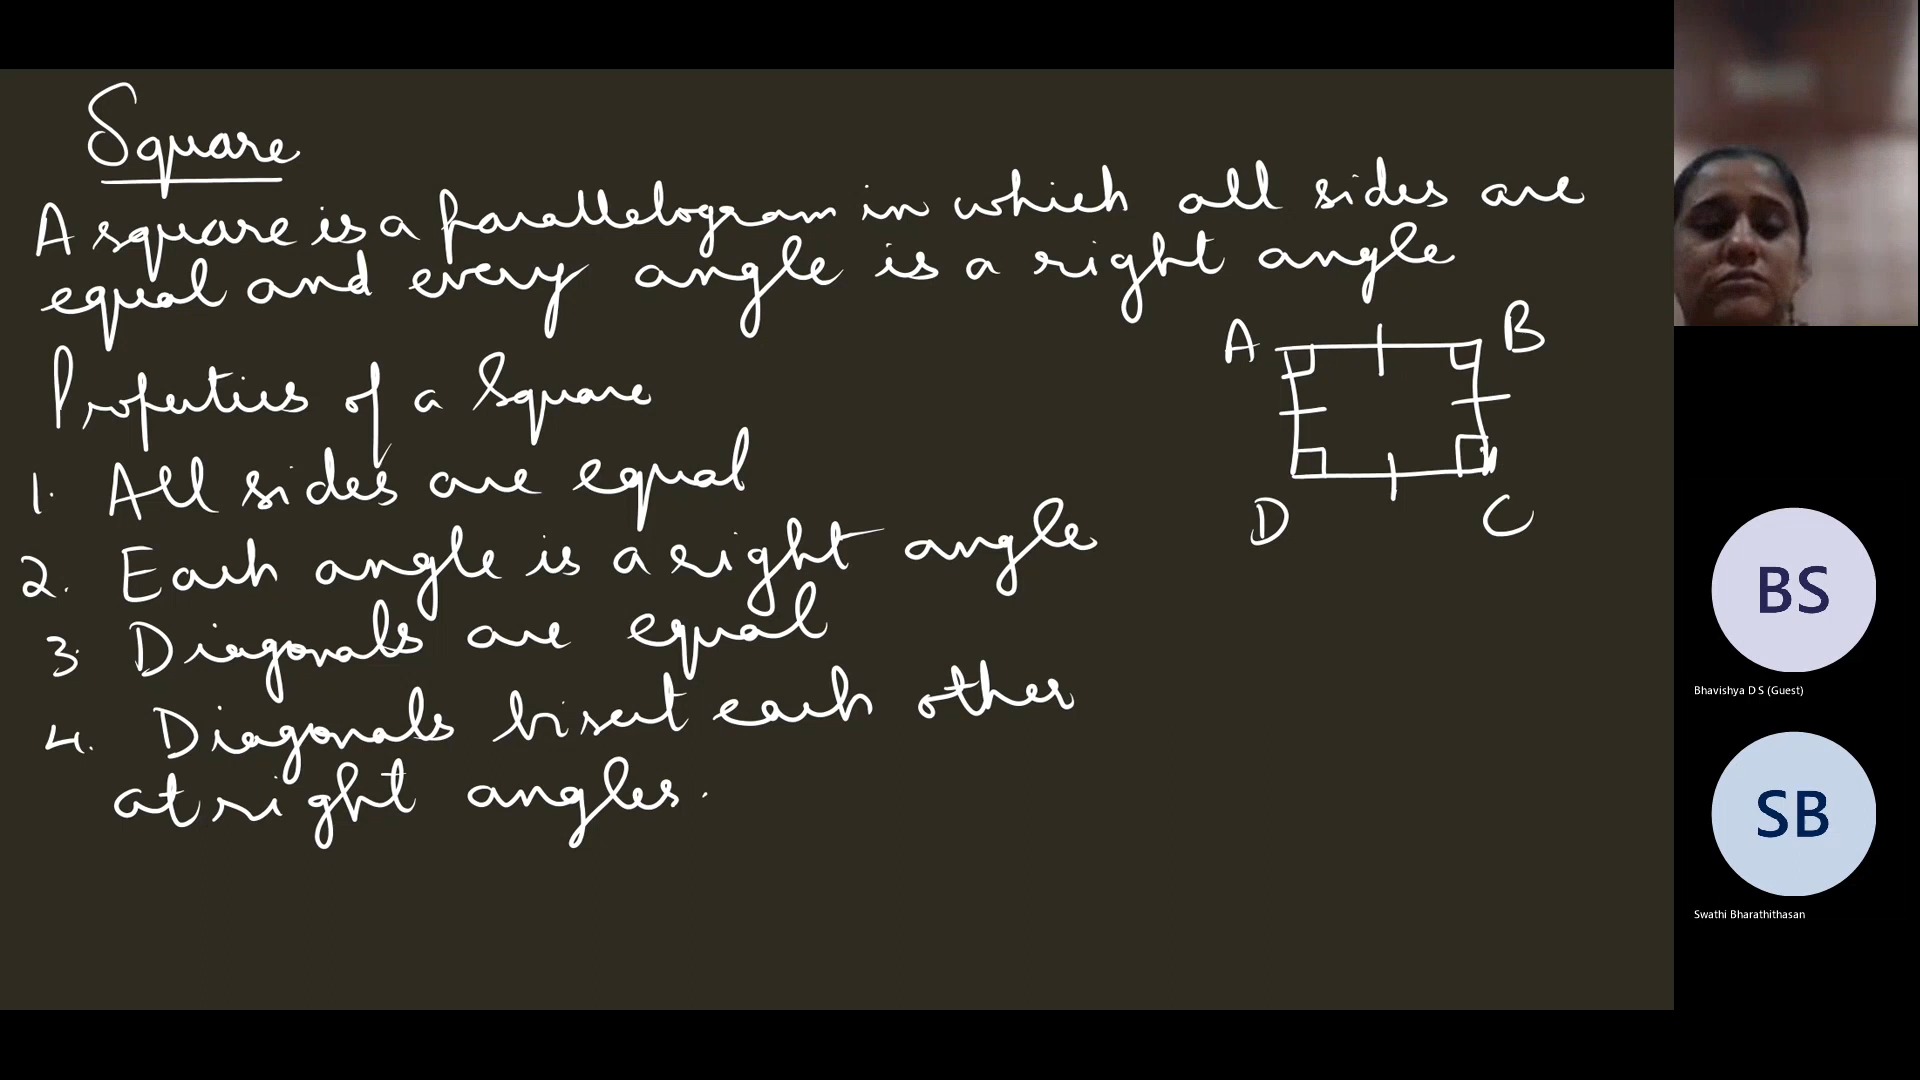 Square
A square is a parallelogram in which all sides are
equal and every angle is a right angle
Properties of a Square
1. All sides are equal
2. Each angle is a right angle
3. Diagonals are equal
4. Diagonals bisect each other
at right angles.
A B
D C
BS
Bhavishya D S (Guest)
SB
Swathi Bharathithasan